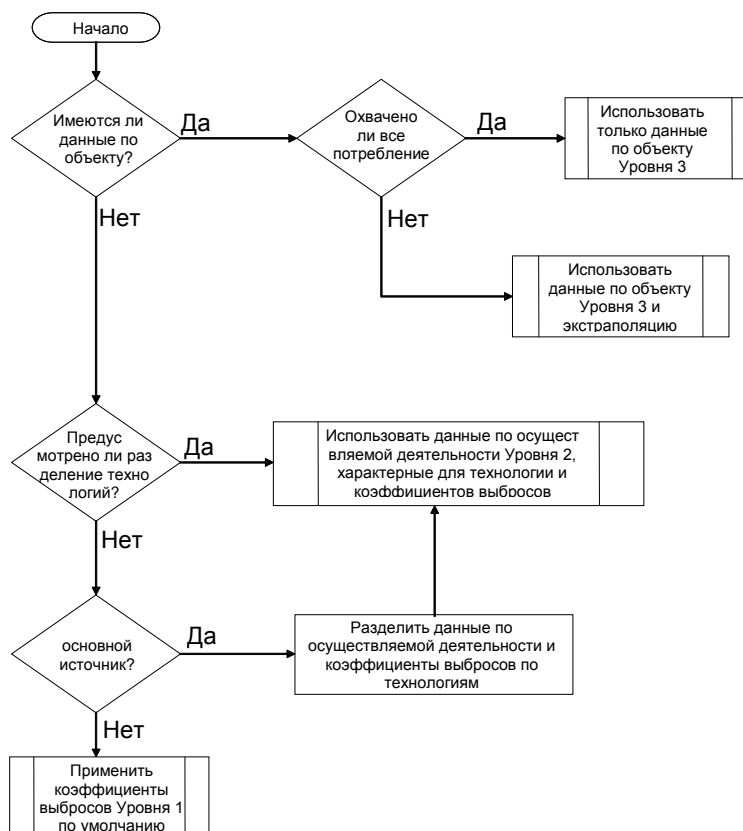 Начало
Имеются ли
данные по
объекту?
Да
Охвачено
ли все
потребление
Да
Использовать
только данные
по объекту
Уровня 3
Нет
Нет
Использовать
данные по объекту
Уровня 3 и
экстраполяцию
Предус
мотрено ли раз
деление техно
логий?
Да
Использовать данные по осущест
вляемой деятельности Уровня 2,
характерные для технологии и
коэффициентов выбросов
Нет
основной
источник?
Да
Разделить данные по
осуществляемой деятельности и
коэффициенты выбросов по
технологиям
Нет
Применить
коэффициенты
выбросов Уровня 1
по умолчанию